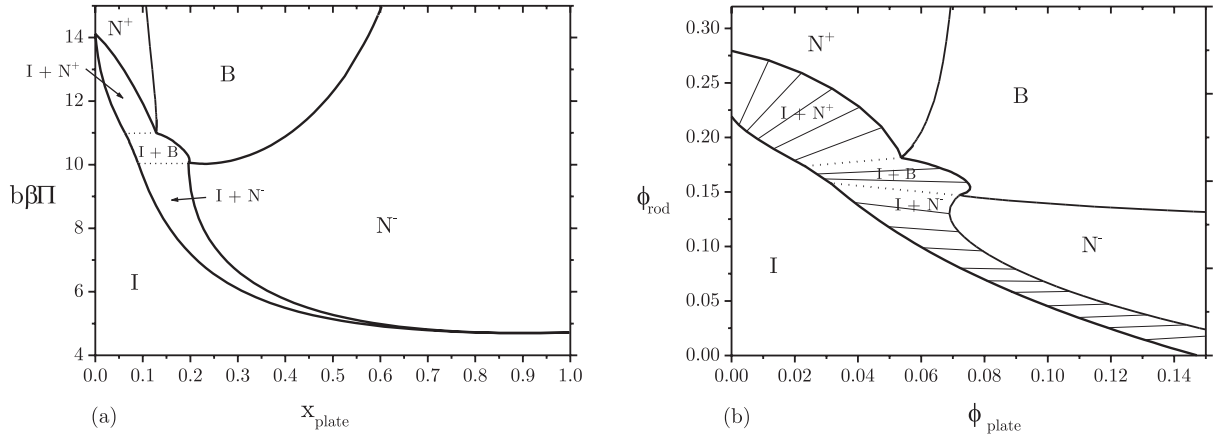 N⁺
I + N⁺
B
I + B
I + N⁻
N⁻
I
bβΠ
14
12
10
8
6
4
0.0 0.1 0.2 0.3 0.4 0.5 0.6 0.7 0.8 0.9 1.0
(a)
x_plate
N⁺
I + N⁺
B
I + B
I + N⁻
N⁻
I
ϕ_rod
0.30
0.25
0.20
0.15
0.10
0.05
0.00
0.00 0.02 0.04 0.06 0.08 0.10 0.12 0.14
(b)
ϕ_plate